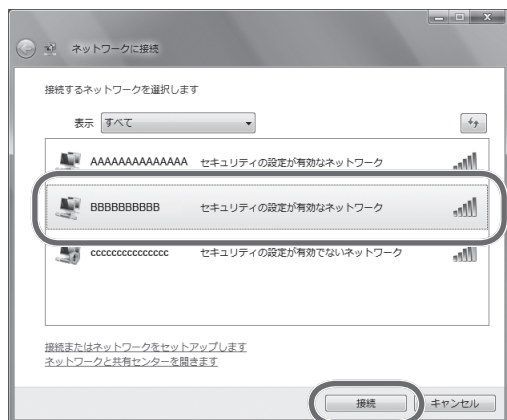 ネットワークに接続
接続するネットワークを選択します
表示 すべて
AAAAAAAAAAAAAA セキュリティの設定が有効なネットワーク
BBBBBBBBBB セキュリティの設定が有効なネットワーク
cccccccccccccc セキュリティの設定が有効でないネットワーク
接続またはネットワークをセットアップします
ネットワークと共有センターを開きます
接続 キャンセル